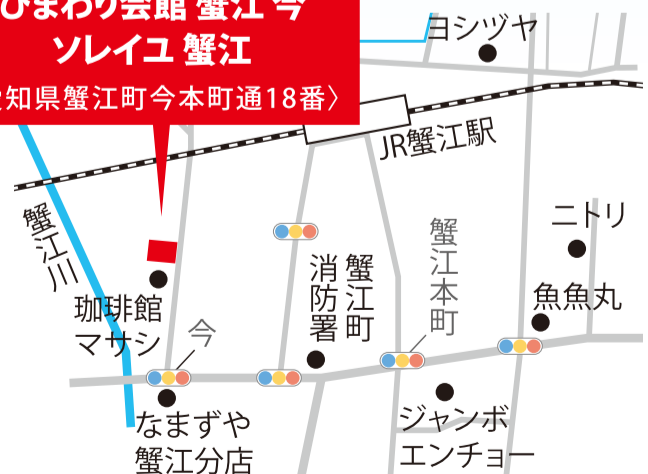 ひまわり会館 蟹江 今
ソレイユ 蟹江
知県蟹江町今本町通18番〉
ヨシヅヤ
JR蟹江駅
蟹江川
ニトリ
蟹江本町
蟹江町
消防署
魚魚丸
珈琲館
マサシ
今
なまずや
蟹江分店
ジャンボ
エンチョー